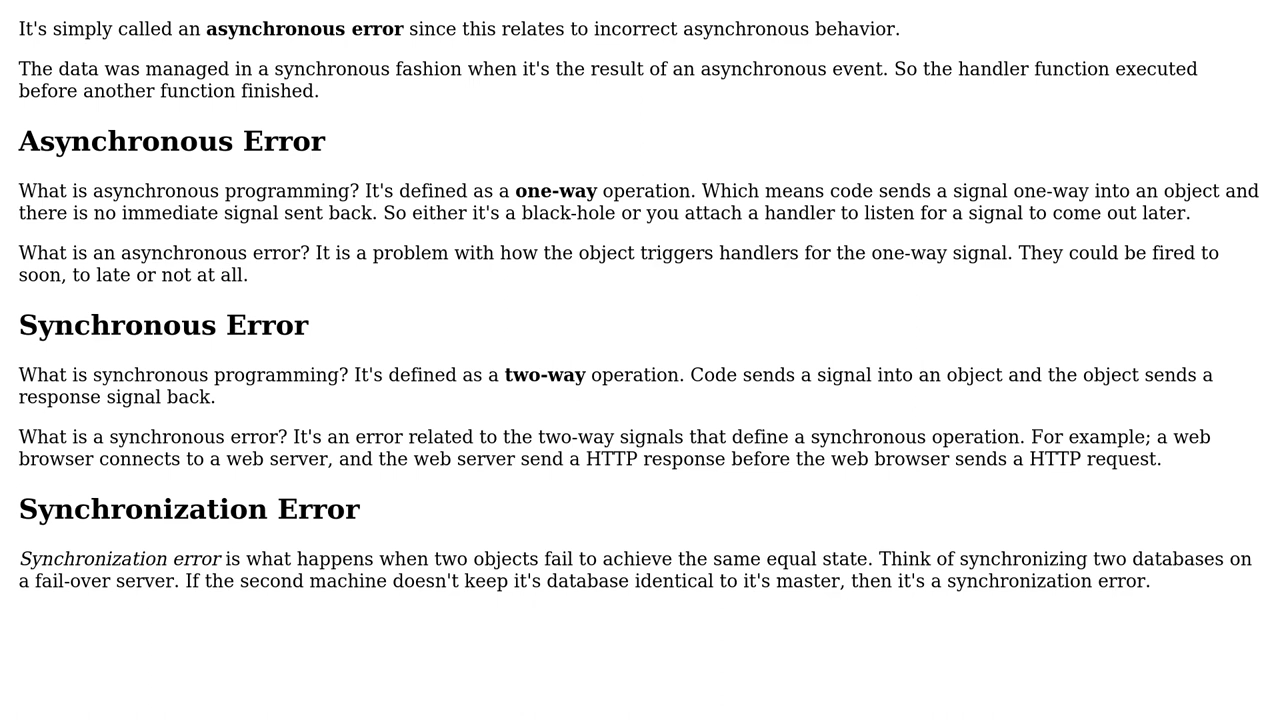 It's simply called an asynchronous error since this relates to incorrect asynchronous behavior.
The data was managed in a synchronous fashion when it's the result of an asynchronous event. So the handler function executed
before another function finished.
Asynchronous Error
What is asynchronous programming? It's defined as a one-way operation. Which means code sends a signal one-way into an object and
there is no immediate signal sent back. So either it's a black-hole or you attach a handler to listen for a signal to come out later.
What is an asynchronous error? It is a problem with how the object triggers handlers for the one-way signal. They could be fired to
soon, to late or not at all.
Synchronous Error
What is synchronous programming? It's defined as a two-way operation. Code sends a signal into an object and the object sends a
response signal back.
What is a synchronous error? It's an error related to the two-way signals that define a synchronous operation. For example; a web
browser connects to a web server, and the web server send a HTTP response before the web browser sends a HTTP request.
Synchronization Error
Synchronization error is what happens when two objects fail to achieve the same equal state. Think of synchronizing two databases on
a fail-over server. If the second machine doesn't keep it's database identical to it's master, then it's a synchronization error.